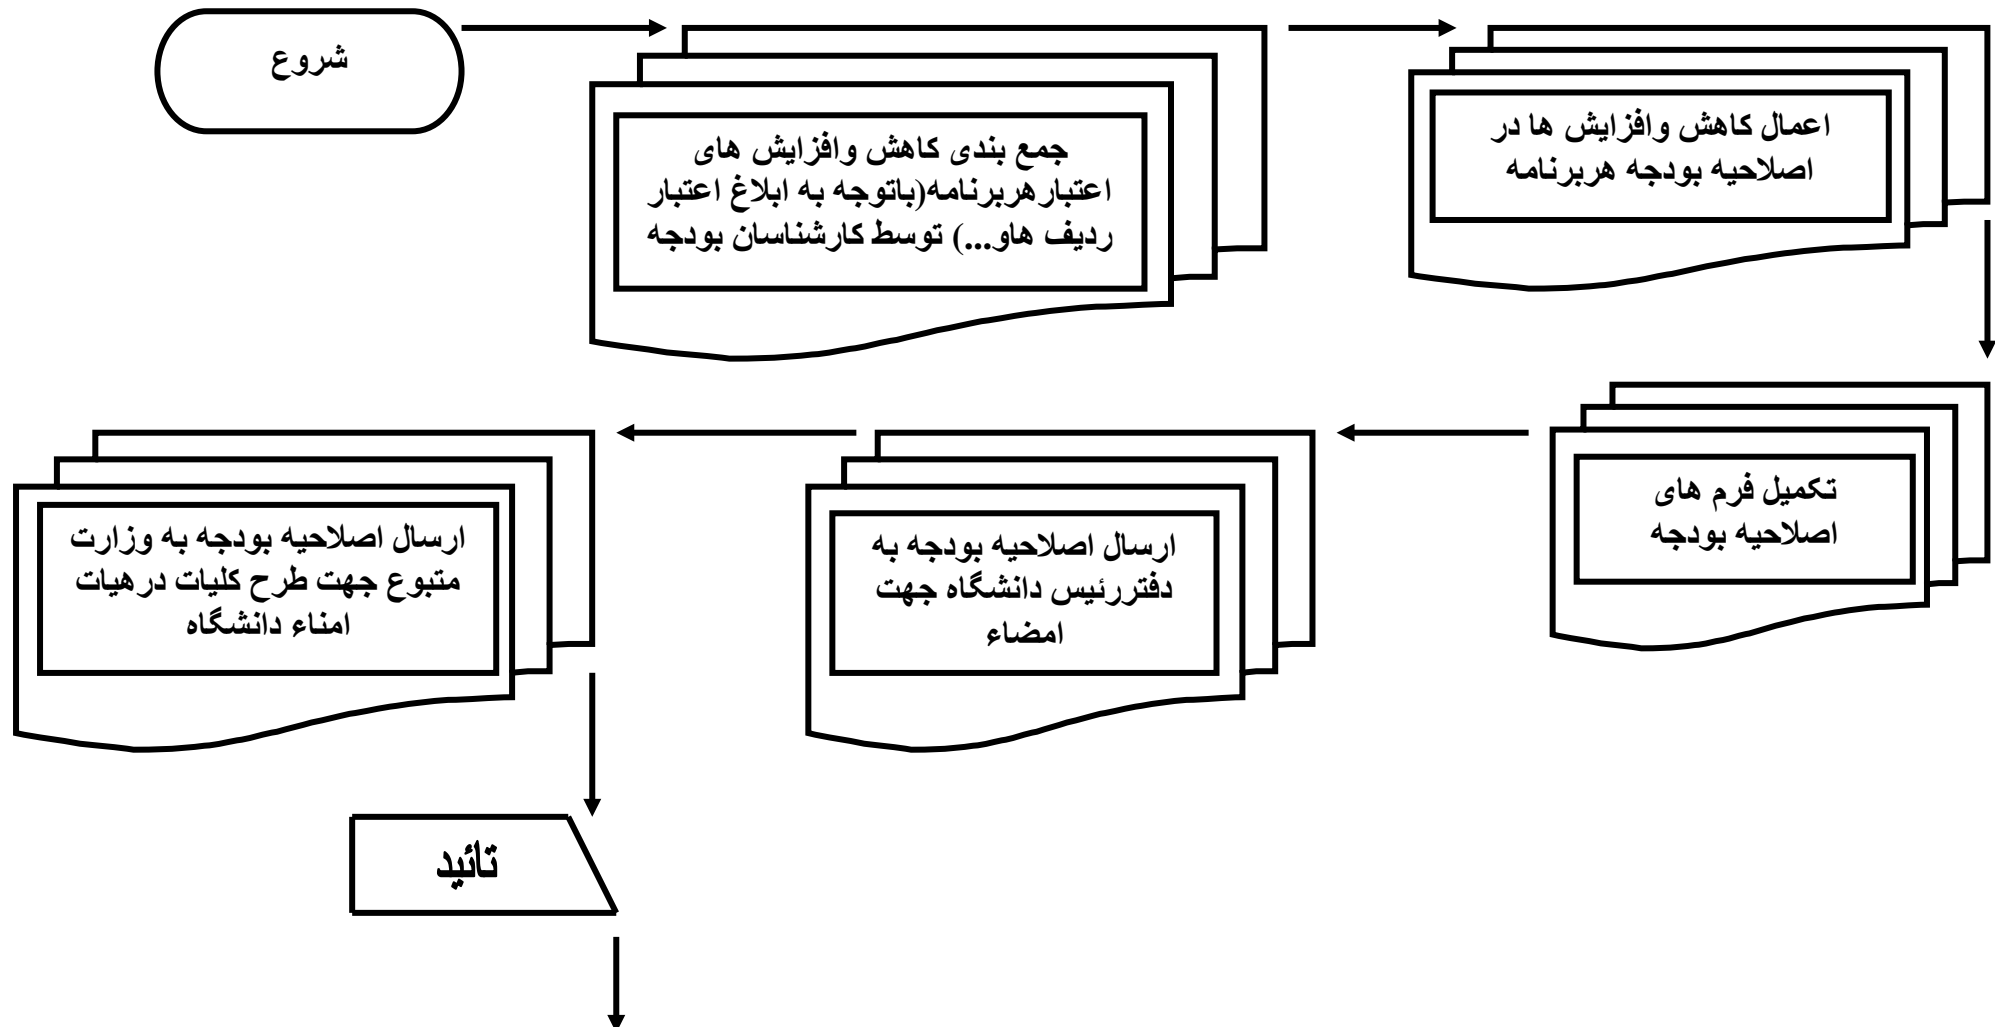 شروع
جمع بندی کاهش وافزایش های
اعتبارهربرنامه(باتوجه به ابلاغ اعتبار
ردیف هاو...) توسط کارشناسان بودجه
اعمال کاهش وافزایش ها در
اصلاحیه بودجه هربرنامه
تکمیل فرم های
اصلاحیه بودجه
ارسال اصلاحیه بودجه به
دفتررئیس دانشگاه جهت
امضاء
ارسال اصلاحیه بودجه به وزارت
متبوع جهت طرح کلیات درهیات
امناء دانشگاه
تائید